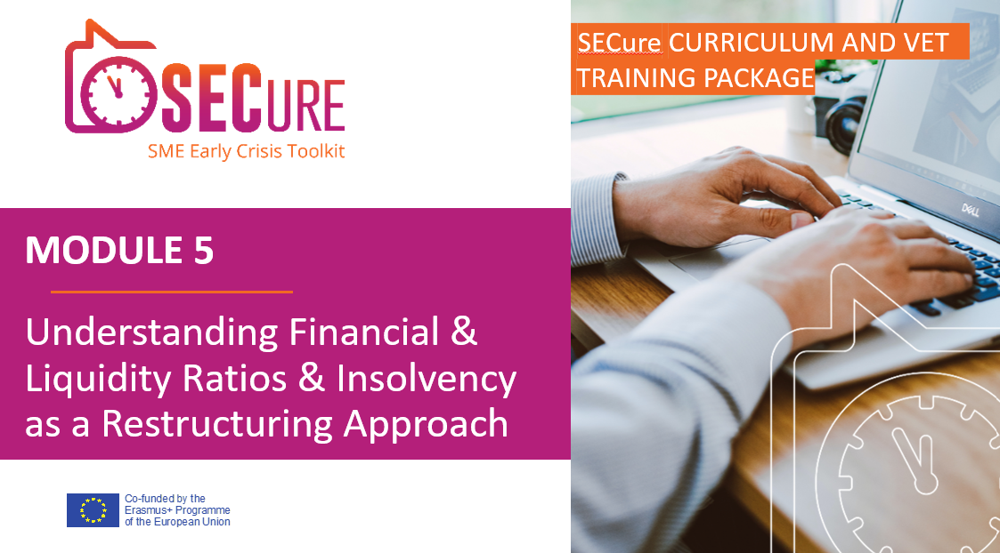 SECURE
SME Early Crisis Toolkit
SECure CURRICULUM AND VET
TRAINING PACKAGE
MODULE 5
Understanding Financial &
Liquidity Ratios & Insolvency
as a Restructuring Approach
Co-funded by the
Erasmus+ Programme
of the European Union
DELL